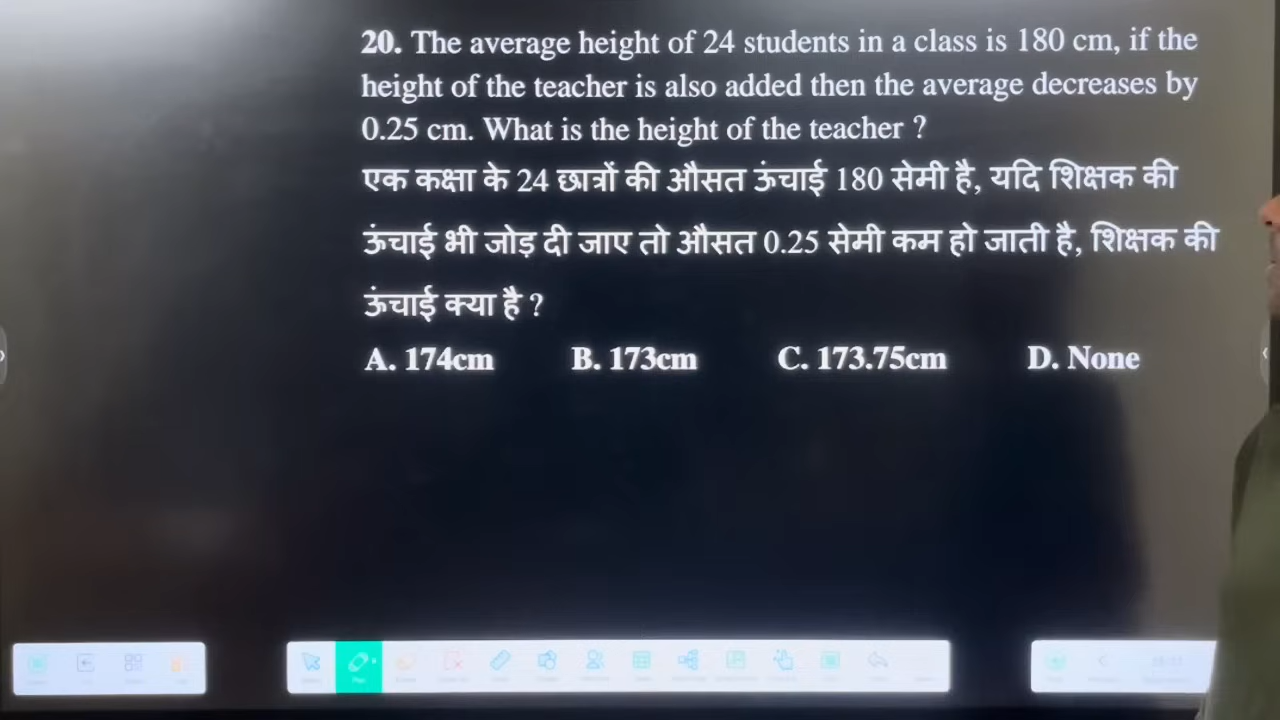 20. The average height of 24 students in a class is 180 cm, if the
height of the teacher is also added then the average decreases by
0.25 cm. What is the height of the teacher ?
एक कक्षा के 24 छात्रों की औसत ऊंचाई 180 सेमी है, यदि शिक्षक की
ऊंचाई भी जोड़ दी जाए तो औसत 0.25 सेमी कम हो जाती है, शिक्षक की
ऊंचाई क्या है ?
A. 174cm B. 173cm C. 173.75cm D. None